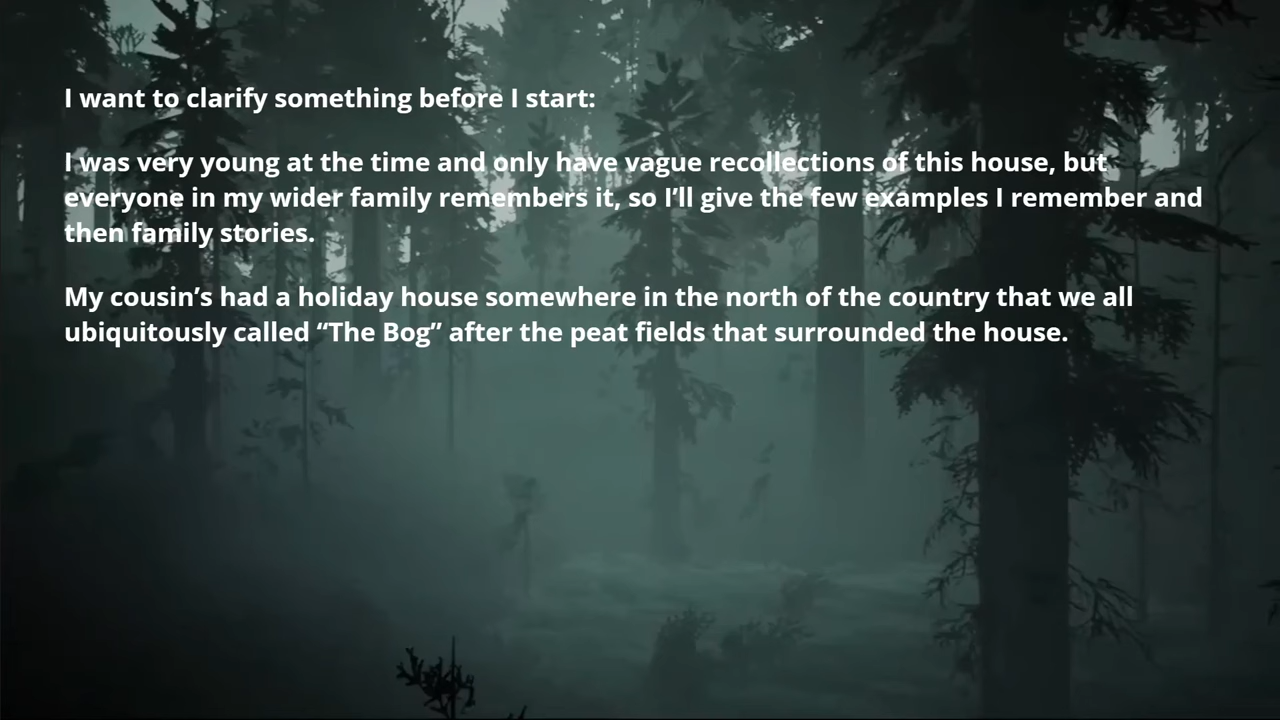 I want to clarify something before I start:
I was very young at the time and only have vague recollections of this house, but
everyone in my wider family remembers it, so I’ll give the few examples I remember and
then family stories.
My cousin’s had a holiday house somewhere in the north of the country that we all
ubiquitously called “The Bog” after the peat fields that surrounded the house.